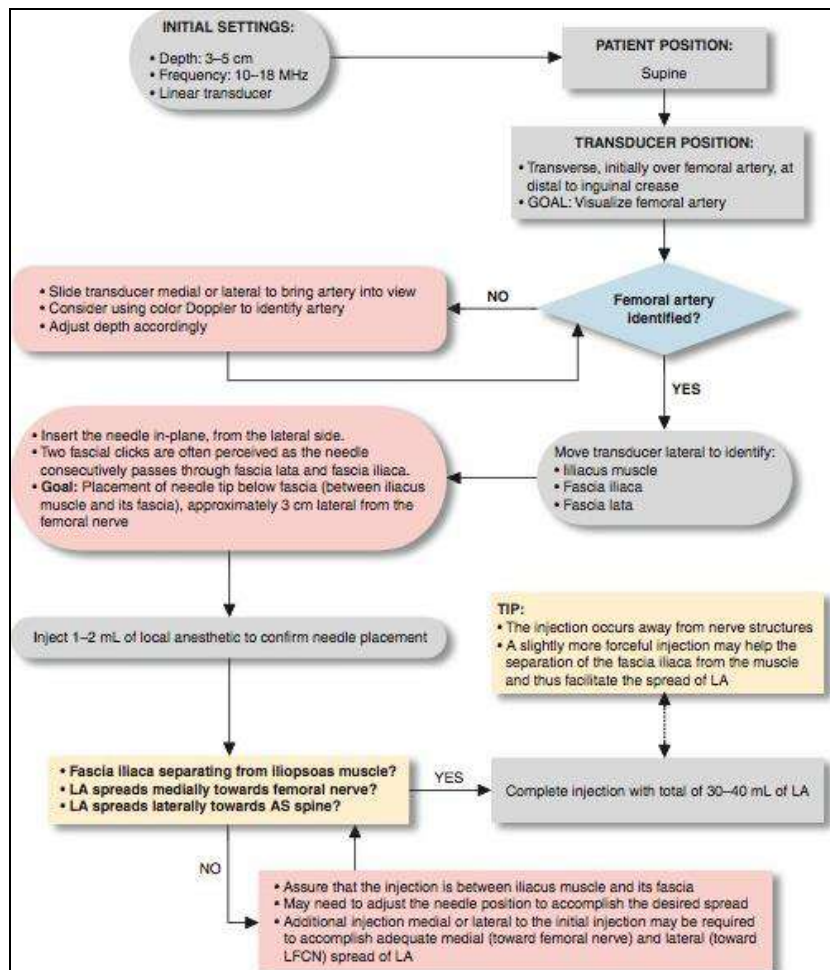 INITIAL SETTINGS:
• Depth: 3–5 cm
• Frequency: 10–18 MHz
• Linear transducer
PATIENT POSITION:
Supine
TRANSDUCER POSITION:
• Transverse, initially over femoral artery, at
distal to inguinal crease
• GOAL: Visualize femoral artery
Femoral artery
identified?
NO
• Slide transducer medial or lateral to bring artery into view
• Consider using color Doppler to identify artery
• Adjust depth accordingly
YES
Move transducer lateral to identify:
• Ililiacus muscle
• Fascia iliaca
• Fascia lata
• Insert the needle in-plane, from the lateral side.
• Two fascial clicks are often perceived as the needle
consecutively passes through fascia lata and fascia iliaca.
• Goal: Placement of needle tip below fascia (between iliacus
muscle and its fascia), approximately 3 cm lateral from the
femoral nerve
Inject 1–2 mL of local anesthetic to confirm needle placement
TIP:
• The injection occurs away from nerve structures
• A slightly more forceful injection may help the
separation of the fascia iliaca from the muscle
and thus facilitate the spread of LA
• Fascia iliaca separating from iliopsoas muscle?
• LA spreads medially towards femoral nerve?
• LA spreads laterally towards AS spine?
YES
Complete injection with total of 30–40 mL of LA
NO
• Assure that the injection is between iliacus muscle and its fascia
• May need to adjust the needle position to accomplish the desired spread
• Additional injection medial or lateral to the initial injection may be required
to accomplish adequate medial (toward femoral nerve) and lateral (toward
LFCN) spread of LA